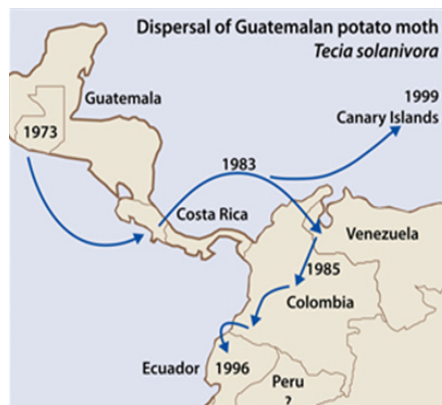 Dispersal of Guatemalan potato moth
Tecia solanivora
Guatemala
1973
1999
Canary Islands
1983
Costa Rica
Venezuela
1985
Colombia
Ecuador
1996
Peru
?